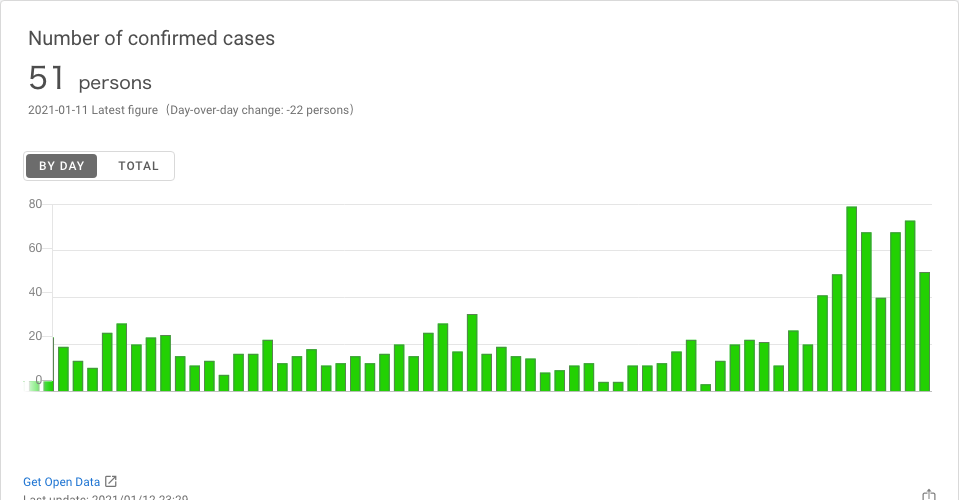 Number of confirmed cases
51 persons
2021-01-11 Latest figure （Day-over-day change: -22 persons）
BY DAY TOTAL
80
60
40
20
0
Get Open Data
Last update: 2021/01/12 23:29